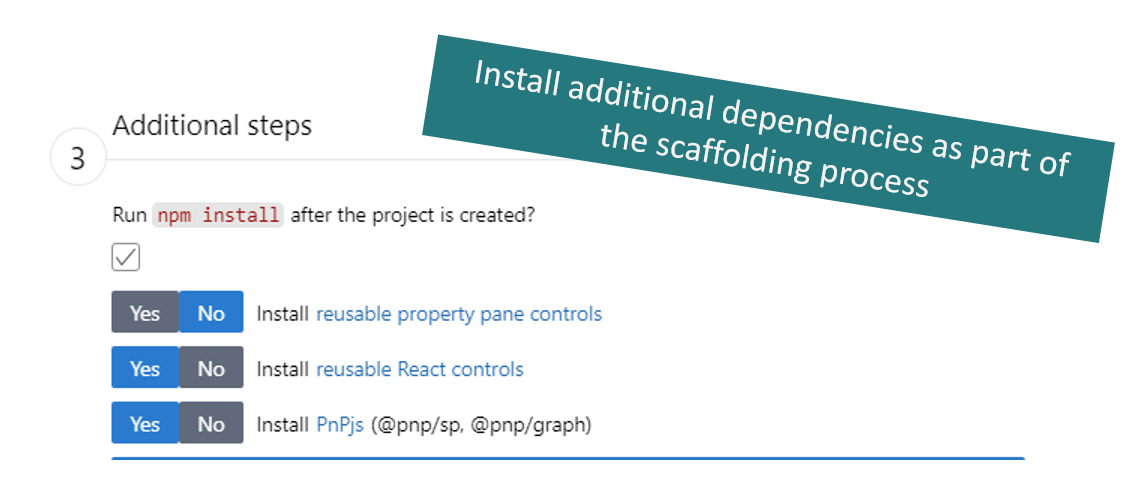 Install additional dependencies as part of
the scaffolding process
Additional steps
3
Run npm install after the project is created?
Yes No Install reusable property pane controls
Yes No Install reusable React controls
Yes No Install PnPjs (@pnp/sp, @pnp/graph)